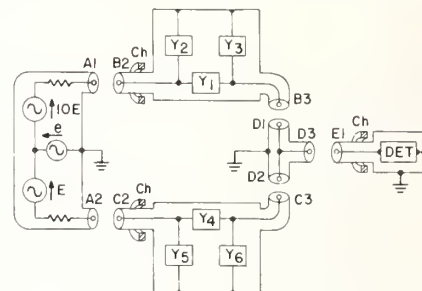 A1 B2 Ch Y2 Y3
Y1
B3
10E
e
E
D1 D3 E1 Ch
DET
D2
A2 C2 Ch C3
Y4
Y5 Y6